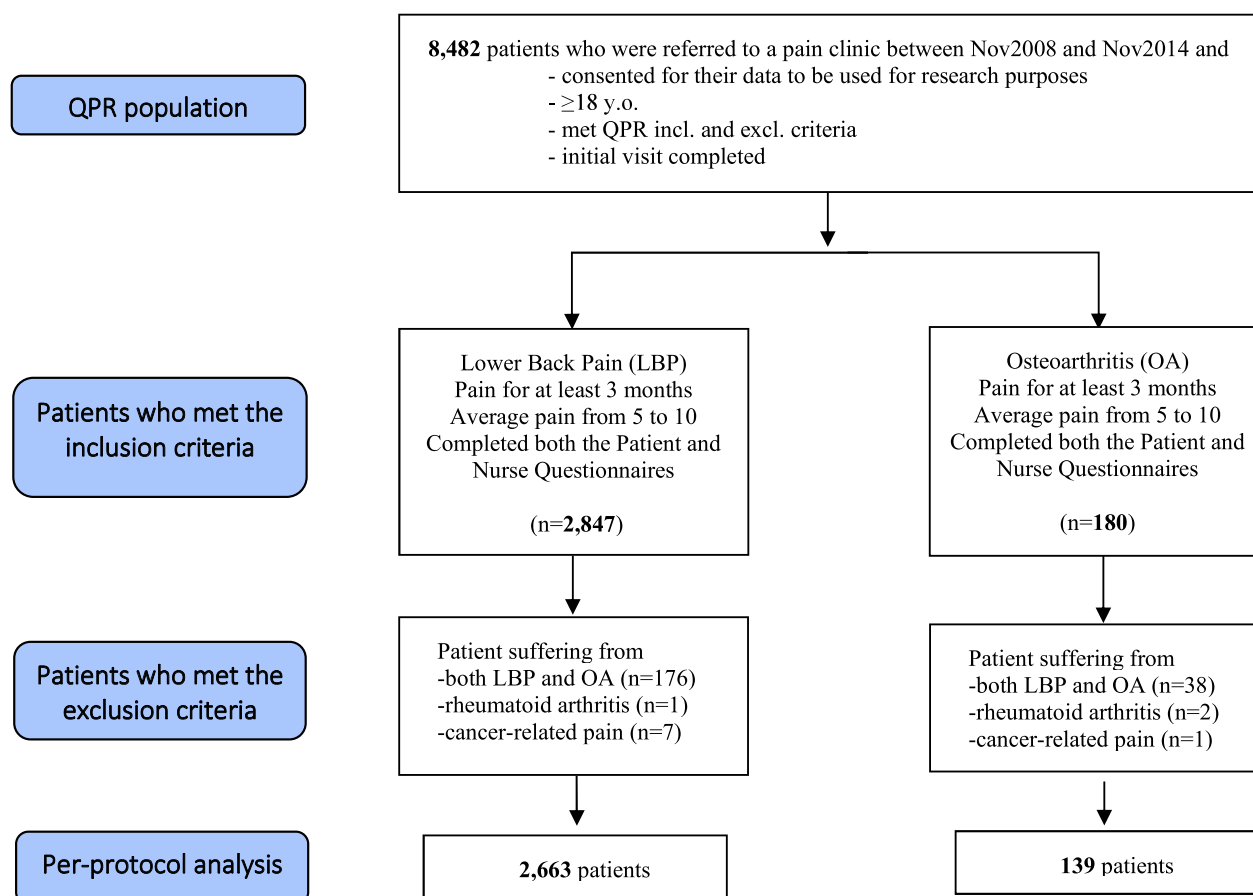 QPR population
8,482 patients who were referred to a pain clinic between Nov2008 and Nov2014 and
- consented for their data to be used for research purposes
- ≥18 y.o.
- met QPR incl. and excl. criteria
- initial visit completed
Patients who met the
inclusion criteria
Lower Back Pain (LBP)
Pain for at least 3 months
Average pain from 5 to 10
Completed both the Patient and
Nurse Questionnaires
(n=2,847)
Osteoarthritis (OA)
Pain for at least 3 months
Average pain from 5 to 10
Completed both the Patient and
Nurse Questionnaires
(n=180)
Patients who met the
exclusion criteria
Patient suffering from
-both LBP and OA (n=176)
-rheumatoid arthritis (n=1)
-cancer-related pain (n=7)
Patient suffering from
-both LBP and OA (n=38)
-rheumatoid arthritis (n=2)
-cancer-related pain (n=1)
Per-protocol analysis
2,663 patients
139 patients